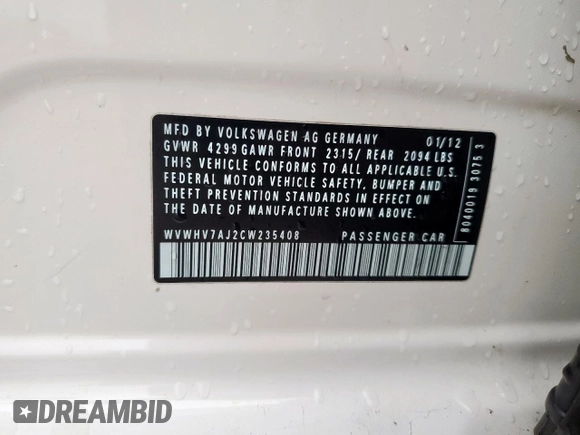 MFD BY VOLKSWAGEN AG GERMANY 01/12
GVWR 4299 GAWR FRONT 2315/ REAR 2094 LBS
THIS VEHICLE CONFORMS TO ALL APPLICABLE U.S.
FEDERAL MOTOR VEHICLE SAFETY, BUMPER AND
THEFT PREVENTION STANDARDS IN EFFECT ON
THE DATE OF MANUFACTURE SHOWN ABOVE.
WVWHV7AJ2CW235408 PASSENGER CAR
8040019 3075 3
DREAMBID